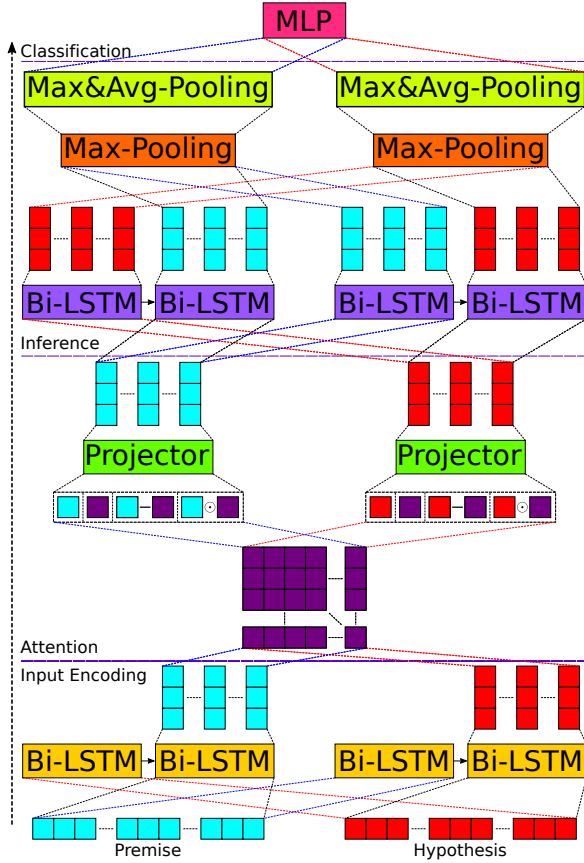 MLP
Classification
Max&Avg-Pooling Max&Avg-Pooling
Max-Pooling Max-Pooling
Bi-LSTM Bi-LSTM Bi-LSTM Bi-LSTM
Inference
Projector Projector
Attention
Input Encoding
Bi-LSTM Bi-LSTM Bi-LSTM Bi-LSTM
Premise Hypothesis